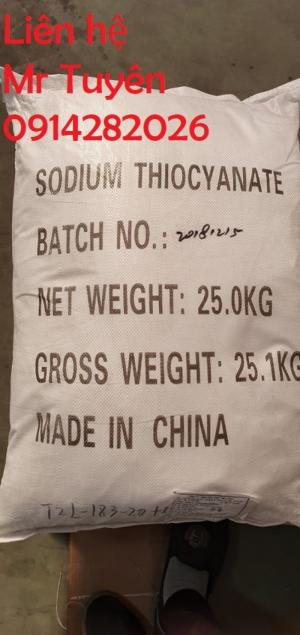 Liên hệ
Mr Tuyên
0914282026
SODIUM THIOCYANATE
BATCH NO.: 20181215
NET WEIGHT: 25.0KG
GROSS WEIGHT: 25.1KG
MADE IN CHINA